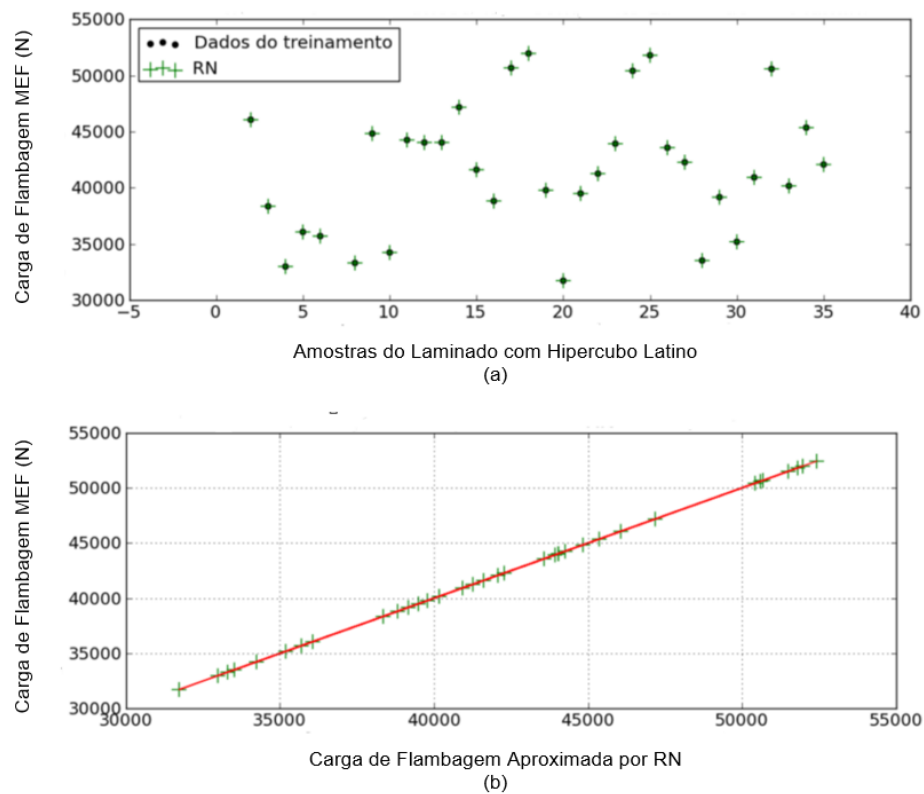 55000
50000
45000
40000
35000
30000
Carga de Flambagem MEF (N)
Dados do treinamento
RN
-5 0 5 10 15 20 25 30 35 40
Amostras do Laminado com Hipercubo Latino
(a)
55000
50000
45000
40000
35000
30000
Carga de Flambagem MEF (N)
30000 35000 40000 45000 50000 55000
Carga de Flambagem Aproximada por RN
(b)